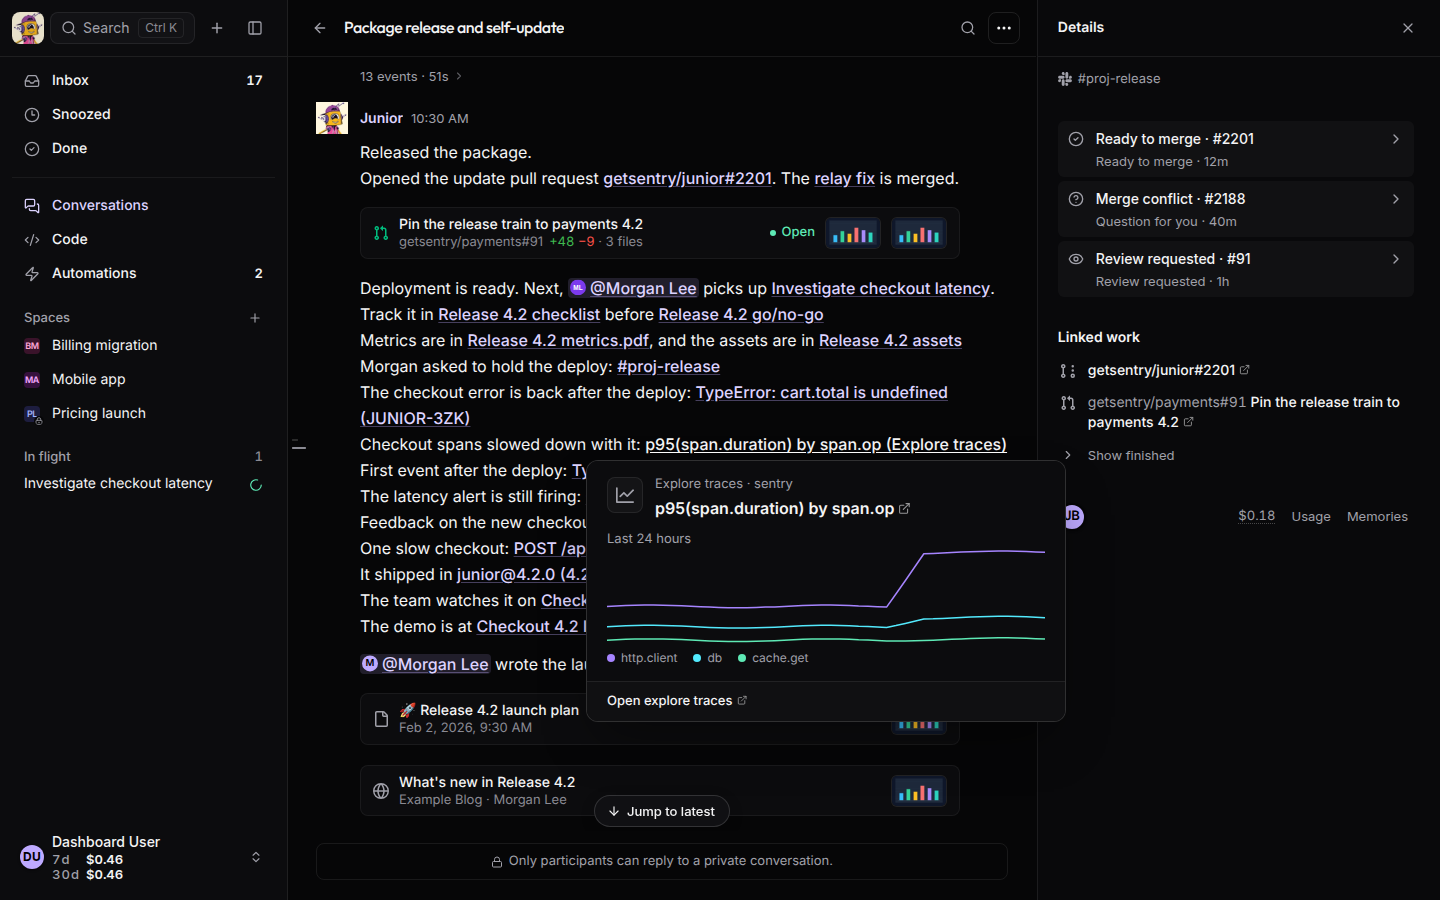 Search Ctrl K
Inbox 17
Snoozed
Done
Conversations
Code
Automations 2
Spaces
BM Billing migration
MA Mobile app
PL Pricing launch
In flight 1
Investigate checkout latency
DU Dashboard User
7d $0.46
30d $0.46
Package release and self-update
13 events · 51s
Junior 10:30 AM
Released the package.
Opened the update pull request getsentry/junior#2201. The relay fix is merged.
Pin the release train to payments 4.2
getsentry/payments#91 +48 −9 · 3 files
Open
Deployment is ready. Next, ML @Morgan Lee picks up Investigate checkout latency.
Track it in Release 4.2 checklist before Release 4.2 go/no-go
Metrics are in Release 4.2 metrics.pdf, and the assets are in Release 4.2 assets
Morgan asked to hold the deploy: #proj-release
The checkout error is back after the deploy: TypeError: cart.total is undefined
(JUNIOR-3ZK)
Checkout spans slowed down with it: p95(span.duration) by span.op (Explore traces)
First event after the deploy: Ty
The latency alert is still firing:
Feedback on the new checkou
One slow checkout: POST /ap
It shipped in junior@4.2.0 (4.2
The team watches it on Check
The demo is at Checkout 4.2
M @Morgan Lee wrote the lau
🚀 Release 4.2 launch plan
Feb 2, 2026, 9:30 AM
What's new in Release 4.2
Example Blog · Morgan Lee
Jump to latest
Only participants can reply to a private conversation.
Explore traces · sentry
p95(span.duration) by span.op
Last 24 hours
http.client db cache.get
Open explore traces
Details
#proj-release
Ready to merge · #2201
Ready to merge · 12m
Merge conflict · #2188
Question for you · 40m
Review requested · #91
Review requested · 1h
Linked work
getsentry/junior#2201
getsentry/payments#91 Pin the release train to
payments 4.2
Show finished
JB $0.18 Usage Memories